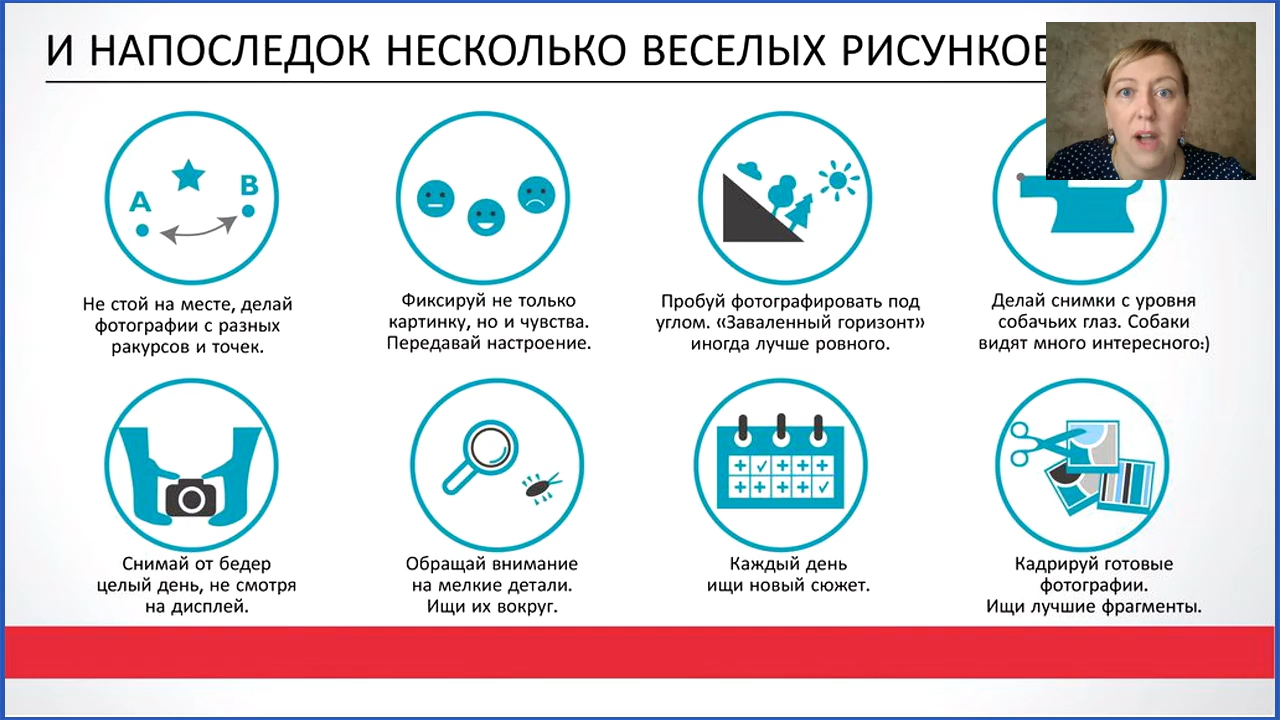 И НАПОСЛЕДОК НЕСКОЛЬКО ВЕСЕЛЫХ РИСУНКОВ
A
B
Не стой на месте, делай
фотографии с разных
ракурсов и точек.
Фиксируй не только
картинку, но и чувства.
Передавай настроение.
Пробуй фотографировать под
углом. «Заваленный горизонт»
иногда лучше ровного.
Делай снимки с уровня
собачьих глаз. Собаки
видят много интересного:)
Снимай от бедер
целый день, не смотря
на дисплей.
Обращай внимание
на мелкие детали.
Ищи их вокруг.
Каждый день
ищи новый сюжет.
Кадрируй готовые
фотографии.
Ищи лучшие фрагменты.